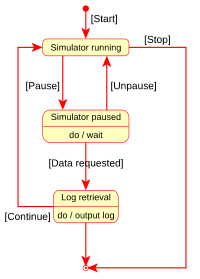 [Start]
Simulator running
[Stop]
[Pause]
[Unpause]
Simulator paused
do / wait
[Data requested]
Log retrieval
do / output log
[Continue]